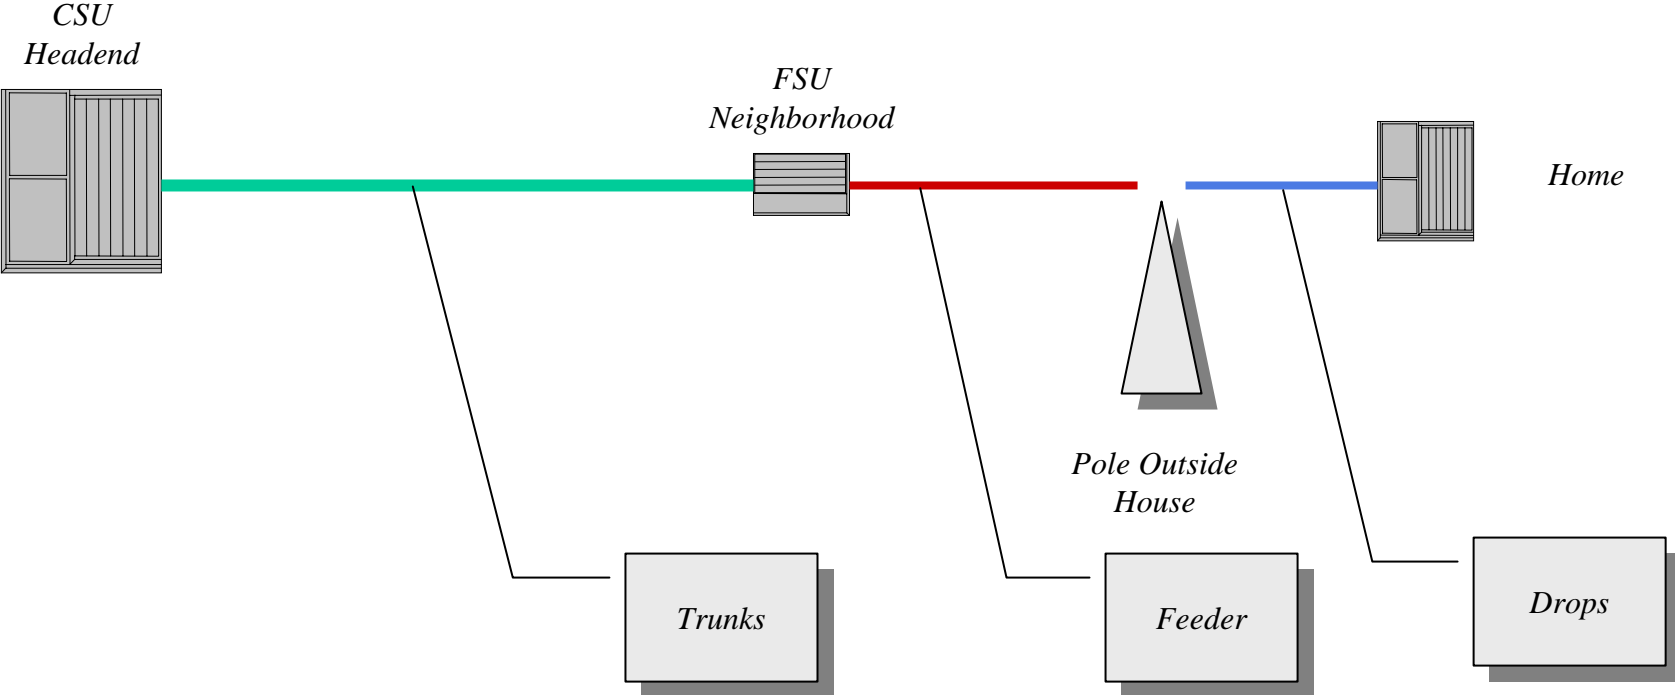 CSU
Headend
FSU
Neighborhood
Home
Pole Outside
House
Trunks
Feeder
Drops